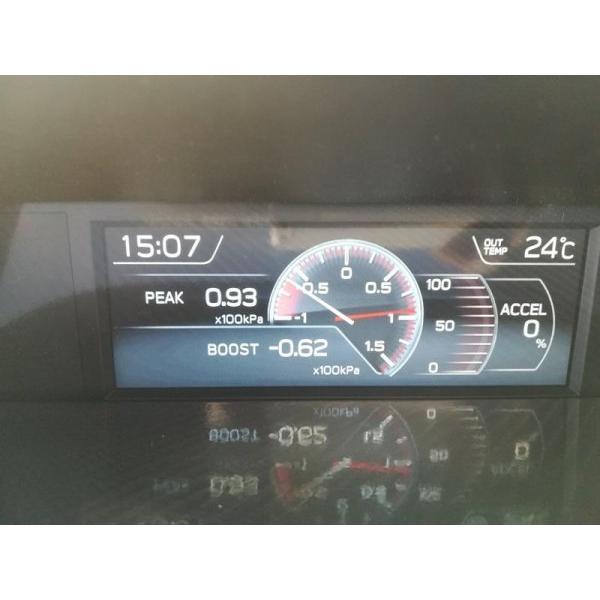 15:07
OUT TEMP 24°C
PEAK 0.93
x100kPa
BOOST -0.62
x100kPa
0
0.5 0.5
-1 1
1.5
100
50
0
ACCEL
0
%